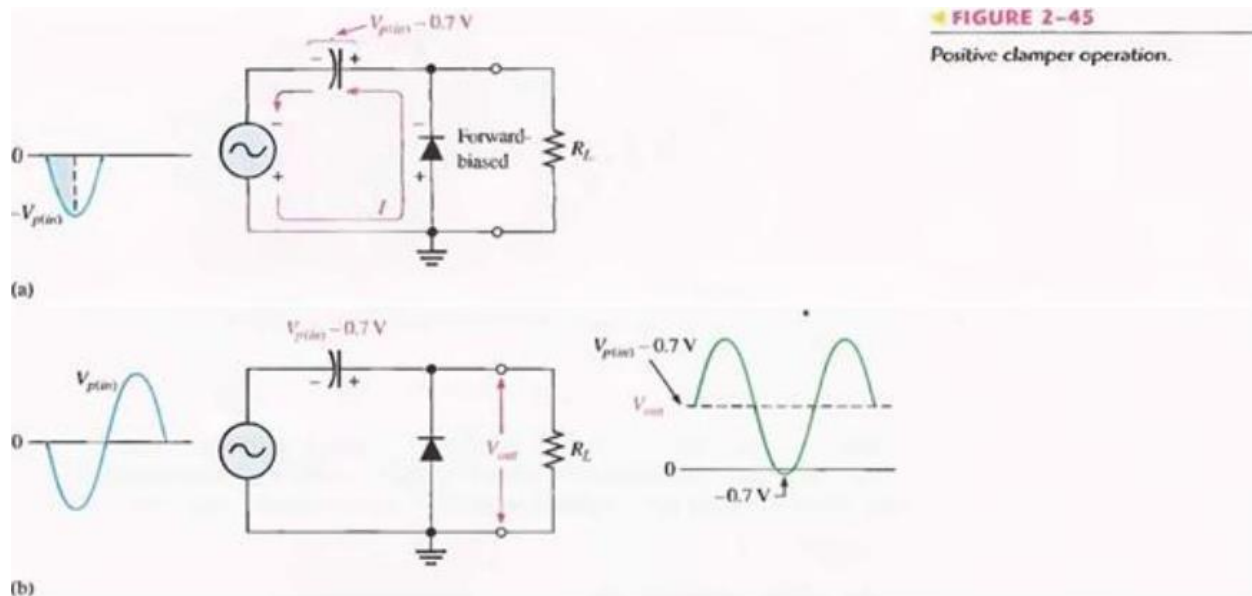 FIGURE 2–45
Positive clamper operation.
Vp(in) – 0.7 V
– +
0
–Vp(in)
–
+
–
+
Forward-
biased
RL
I
(a)
Vp(in) – 0.7 V
– +
Vp(in)
0
Vout
RL
Vp(in) – 0.7 V
Vout
0
–0.7 V
(b)